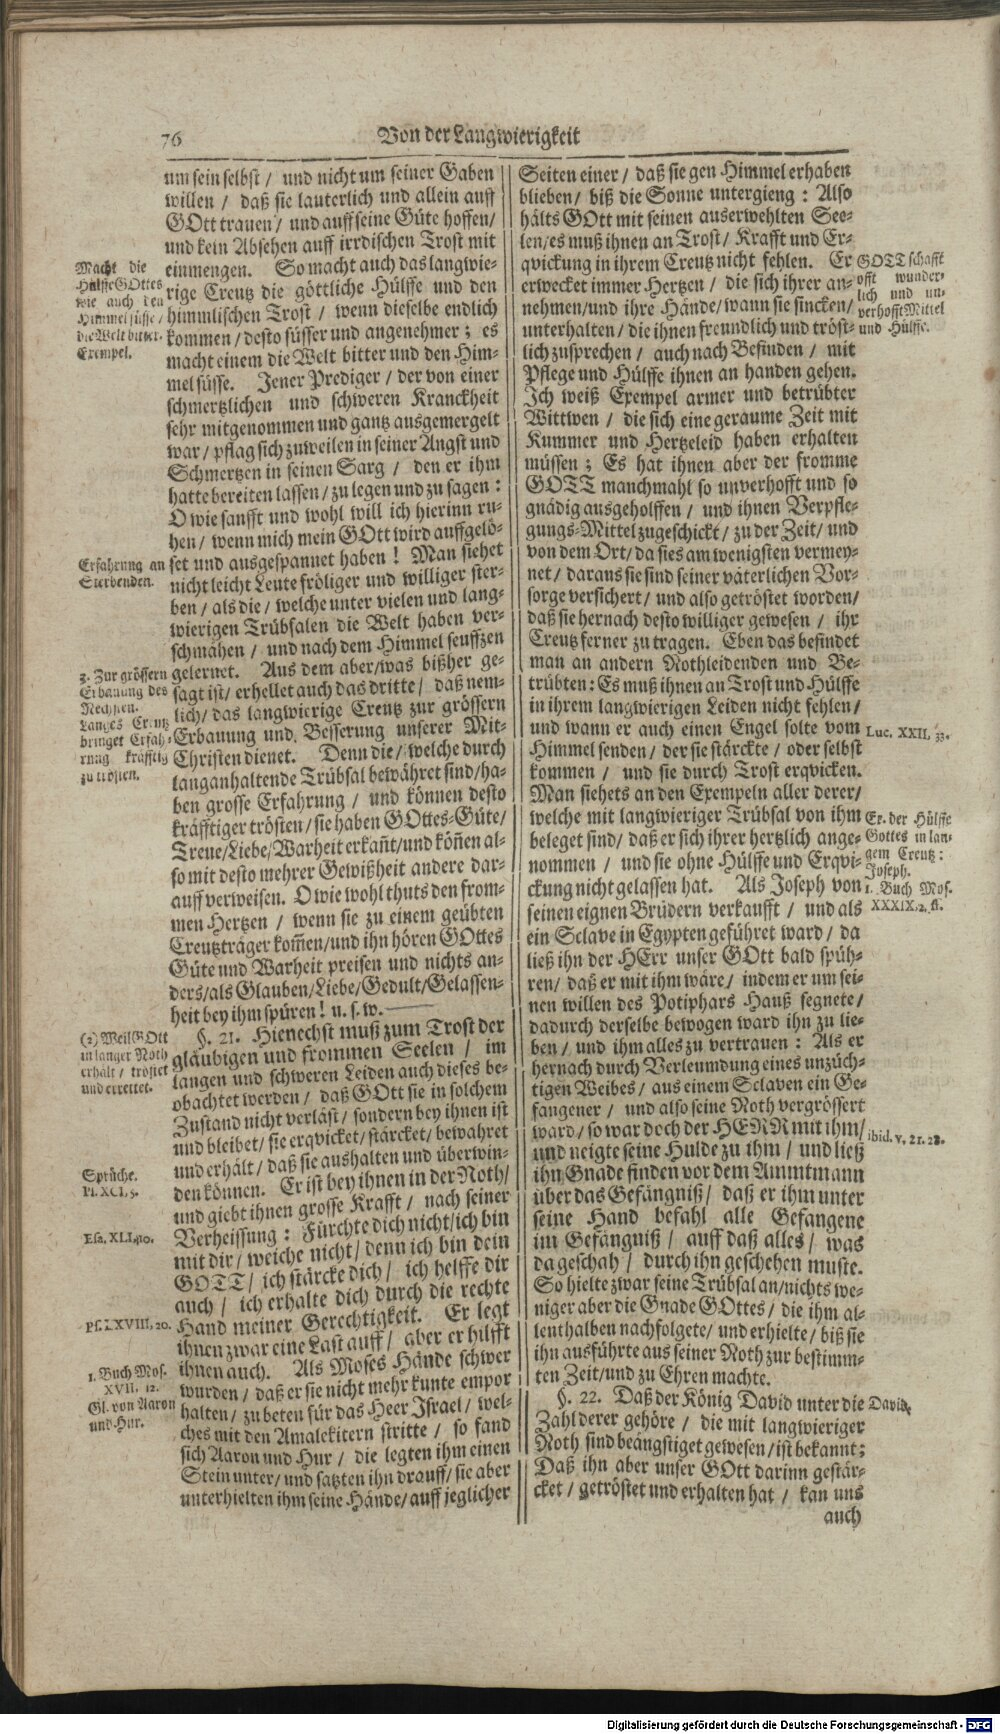 76
Von der Langwierigkeit
um sein selbst / und nicht um seiner Gaben
willen / daß sie lauterlich und allein auff
GOtt trauen / und auff seine Güte hoffen /
und kein Absehen auff irrdischen Trost mit
einmengen. So macht auch das langwie-
rige Creutz die göttliche Hülffe und den
himmlischen Trost / wenn dieselbe endlich
kommen / desto süsser und angenehmer ; es
macht einem die Welt bitter und den Him-
mel süsse. Jener Prediger / der von einer
schmertzlichen und schweren Kranckheit
sehr mitgenommen und gantz ausgemergelt
war / pflag sich zuweilen in seiner Angst und
Schmertzen in seinen Sarg / den er ihm
hatte bereiten lassen / zu legen und zu sagen :
O wie sanfft und wohl will ich hierinn ru-
hen / wenn mich mein GOtt wird auffgelö-
set und ausgespannet haben ! Man siehet
nicht leicht Leute fröliger und williger ster-
ben / als die / welche unter vielen und lang-
wierigen Trübsalen die Welt haben ver-
schmähen / und nach dem Himmel seuffzen
gelernet. Aus dem aber / was bißher ge-
sagt ist / erhellet auch das dritte / daß nem-
lich / das langwierige Creutz zur grössern
Erbauung und Besserung unserer Mit-
Christen dienet. Denn die / welche durch
langanhaltende Trübsal bewähret sind / ha-
ben grosse Erfahrung / und können desto
kräfftiger trösten / sie haben GOttes-Güte /
Treue / Liebe / Warheit erkañt / und köñen al-
so mit desto mehrer Gewißheit andere dar-
auff verweisen. O wie wohl thuts den from-
men Hertzen / wenn sie zu einem geübten
Creutzträger kom̃en / und ihn hören GOttes
Güte und Warheit preisen und nichts an-
ders / als Glauben / Liebe / Gedult / Gelassen-
heit bey ihm spüren ! u. s. w.
§. 21. Hienechst muß zum Trost der
gläubigen und frommen Seelen / im
langen und schweren Leiden auch dieses be-
obachtet werden / daß GOtt sie in solchem
Zustand nicht verläst / sondern bey ihnen ist
und bleibet / sie erqvicket / stärcket / bewahret
und erhält / daß sie aushalten und überwin-
den können. Er ist bey ihnen in der Noth /
und giebt ihnen grosse Krafft / nach seiner
Verheissung : Fürchte dich nicht / ich bin
mit dir / weiche nicht / denn ich bin dein
GOTT / ich stärcke dich / ich helffe dir
auch / ich erhalte dich durch die rechte
Hand meiner Gerechtigkeit. Er legt
ihnen zwar eine Last auff / aber er hilfft
ihnen auch. Als Moses Hände schwer
wurden / daß er sie nicht mehr kunte empor
halten / zu beten für das Heer Israel / wel-
ches mit den Amalekitern stritte / so fand
sich Aaron und Hur / die legten ihm einen
Stein unter / und satzten ihn drauff / sie aber
unterhielten ihm seine Hände / auff jeglicher
Macht die
Hülffe GOttes
wie auch den
Himmel süsse /
die Welt bitter.
Exempel.
Erfahrung an
Sterbenden.
3. Zur grössern
Erbauung des
Nechsten.
Langes Creutz
bringet Erfah-
rung kräfftig
zu trösten.
(2) Weil GOtt
in langer Noth
erhält / tröstet
und errettet.
Sprüche.
Ps. XCI, 5.
Esa. XLI, 10.
Ps. LXVIII, 20.
1. Buch Mos.
XVII, 12.
Gl. von Aaron
und Hur.
Seiten einer / daß sie gen Himmel erhaben
blieben / biß die Sonne untergieng : Also
hälts GOtt mit seinen auserwehlten See-
len / es muß ihnen an Trost / Krafft und Er-
qvickung in ihrem Creutz nicht fehlen. Er
erwecket immer Hertzen / die sich ihrer an-
nehmen / und ihre Hände / wann sie sincken /
unterhalten / die ihnen freundlich und tröst-
lich zusprechen / auch nach Befinden / mit
Pflege und Hülffe ihnen an handen gehen.
Ich weiß Exempel armer und betrübter
Wittwen / die sich eine geraume Zeit mit
Kummer und Hertzeleid haben erhalten
müssen ; Es hat ihnen aber der fromme
GOTT manchmahl so unverhofft und so
gnädig ausgeholffen / und ihnen Verpfle-
gungs-Mittel zugeschickt / zu der Zeit / und
von dem Ort / da sies am wenigsten vermey-
net / daraus sie sind seiner väterlichen Vor-
sorge versichert / und also getröstet worden /
daß sie hernach desto williger gewesen / ihr
Creutz ferner zu tragen. Eben das befindet
man an andern Nothleidenden und Be-
trübten : Es muß ihnen an Trost und Hülffe
in ihrem langwierigen Leiden nicht fehlen /
und wann er auch einen Engel solte vom
Himmel senden / der sie stärckte / oder selbst
kommen / und sie durch Trost erqvicken.
Man siehets an den Exempeln aller derer /
welche mit langwieriger Trübsal von ihm
beleget sind / daß er sich ihrer hertzlich ange-
nommen / und sie ohne Hülffe und Erqvi-
ckung nicht gelassen hat. Als Joseph von
seinen eignen Brüdern verkaufft / und als
ein Sclave in Egypten geführet ward / da
ließ ihn der HErr unser GOtt bald spüh-
ren / daß er mit ihm wäre / indem er um sei-
nen willen des Potiphars Hauß segnete /
dadurch derselbe bewogen ward ihn zu lie-
ben / und ihm alles zu vertrauen : Als er
hernach durch Verleumdung eines unzüch-
tigen Weibes / aus einem Sclaven ein Ge-
fangener / und also seine Noth vergrössert
ward / so war doch der HERR mit ihm /
und neigte seine Hulde zu ihm / und ließ
ihn Gnade finden vor dem Ammtmann
über das Gefängniß / daß er ihm unter
seine Hand befahl alle Gefangene
im Gefängniß / auff daß alles / was
da geschah / durch ihn geschehen muste.
So hielte zwar seine Trübsal an / nichts we-
niger aber die Gnade GOttes / die ihm al-
lenthalben nachfolgete / und erhielte / biß sie
ihn ausführte aus seiner Noth zur bestimm-
ten Zeit / und zu Ehren machte.
§. 22. Daß der König David unter die
Zahl derer gehöre / die mit langwieriger
Noth sind beängstiget gewesen / ist bekannt ;
Daß ihn aber unser GOtt darinn gestär-
cket / getröstet und erhalten hat / kan uns
auch
GOTT schafft
offt wunder-
lich und un-
verhofft Mittel
und Hülffe.
Luc. XXII, 33.
Ex. der Hülffe
Gottes in lan-
gem Creutz :
Joseph.
1. Buch Mos.
XXXIX, 2. ff.
ibid. v. 21. 23.
David.
Digitalisierung gefördert durch die Deutsche Forschungsgemeinschaft - DFG